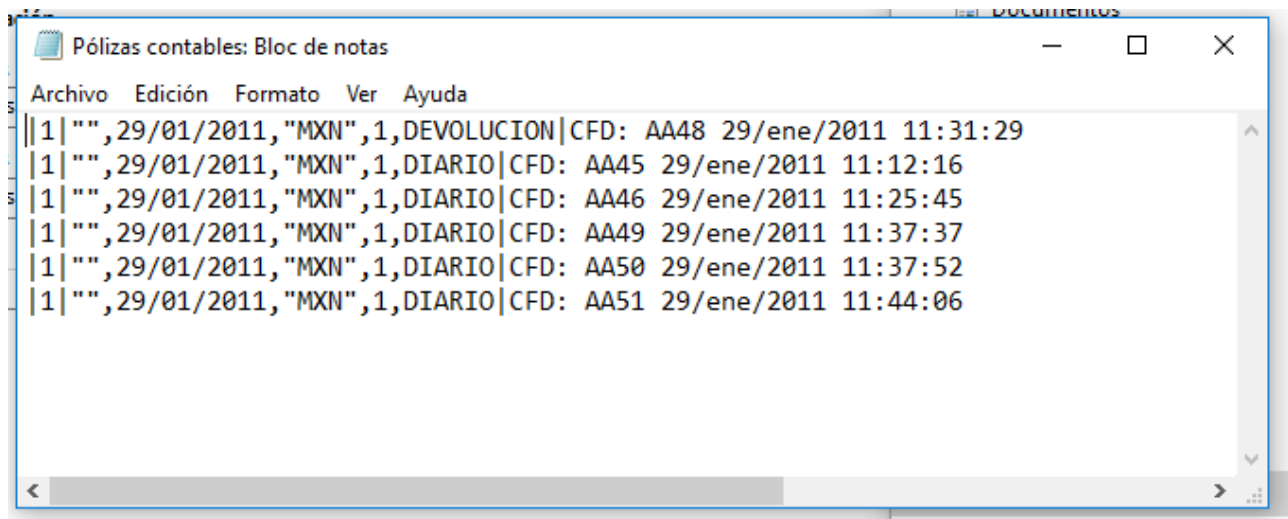 Documentos
Pólizas contables: Bloc de notas
Archivo Edición Formato Ver Ayuda
|1|"",29/01/2011,"MXN",1,DEVOLUCION|CFD: AA48 29/ene/2011 11:31:29
|1|"",29/01/2011,"MXN",1,DIARIO|CFD: AA45 29/ene/2011 11:12:16
|1|"",29/01/2011,"MXN",1,DIARIO|CFD: AA46 29/ene/2011 11:25:45
|1|"",29/01/2011,"MXN",1,DIARIO|CFD: AA49 29/ene/2011 11:37:37
|1|"",29/01/2011,"MXN",1,DIARIO|CFD: AA50 29/ene/2011 11:37:52
|1|"",29/01/2011,"MXN",1,DIARIO|CFD: AA51 29/ene/2011 11:44:06